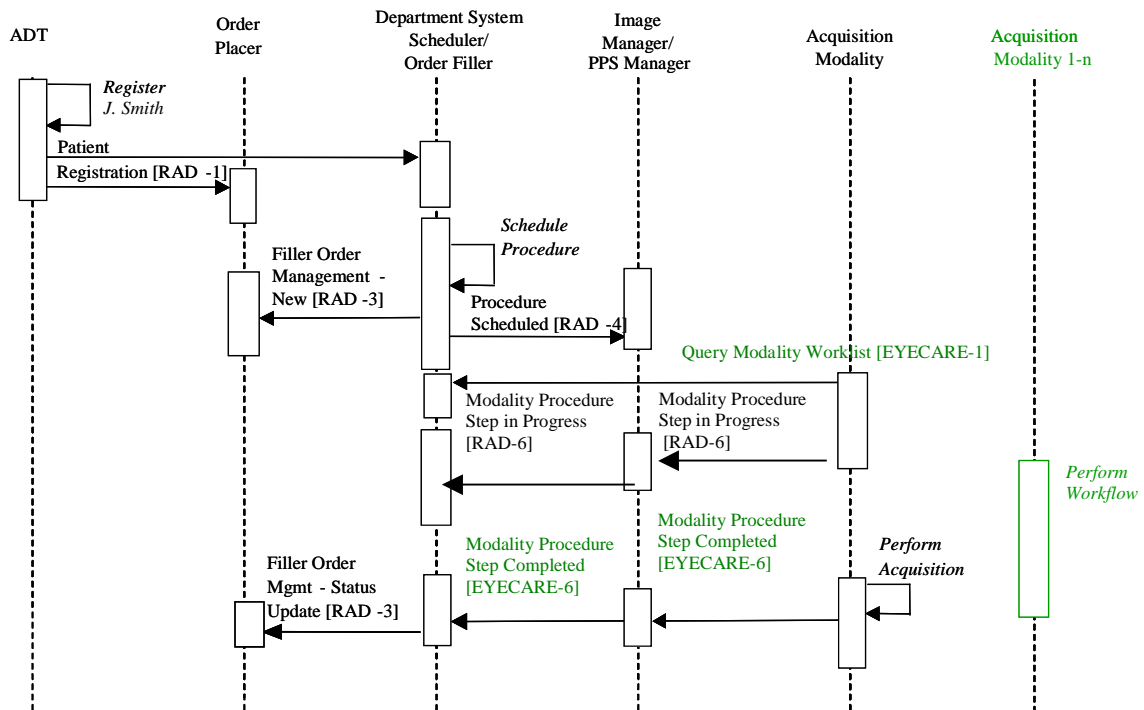 ADT
Order
Placer
Department System
Scheduler/
Order Filler
Image
Manager/
PPS Manager
Acquisition
Modality
Acquisition
Modality 1-n
Register
J. Smith
Patient
Registration [RAD -1]
Schedule
Procedure
Filler Order
Management -
New [RAD -3]
Procedure
Scheduled [RAD -4]
Query Modality Worklist [EYECARE-1]
Modality Procedure
Step in Progress
[RAD-6]
Modality Procedure
Step in Progress
[RAD-6]
Perform
Workflow
Modality Procedure
Step Completed
[EYECARE-6]
Modality Procedure
Step Completed
[EYECARE-6]
Perform
Acquisition
Filler Order
Mgmt - Status
Update [RAD -3]